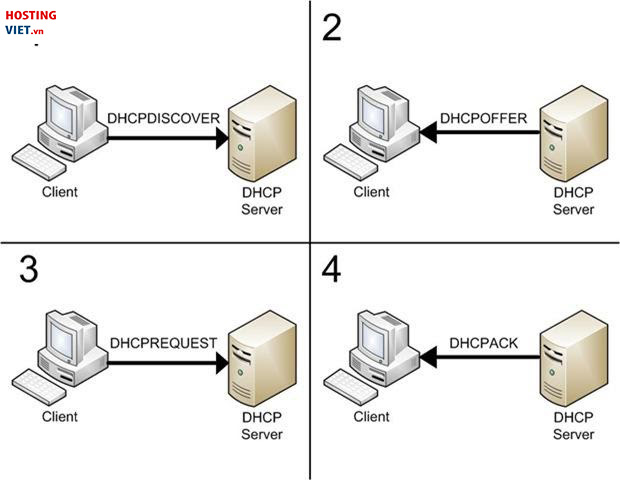 HOSTING
VIET.vn
DHCPDISCOVER
Client
DHCP
Server
2
DHCPOFFER
Client
DHCP
Server
3
DHCPREQUEST
Client
DHCP
Server
4
DHCPACK
Client
DHCP
Server